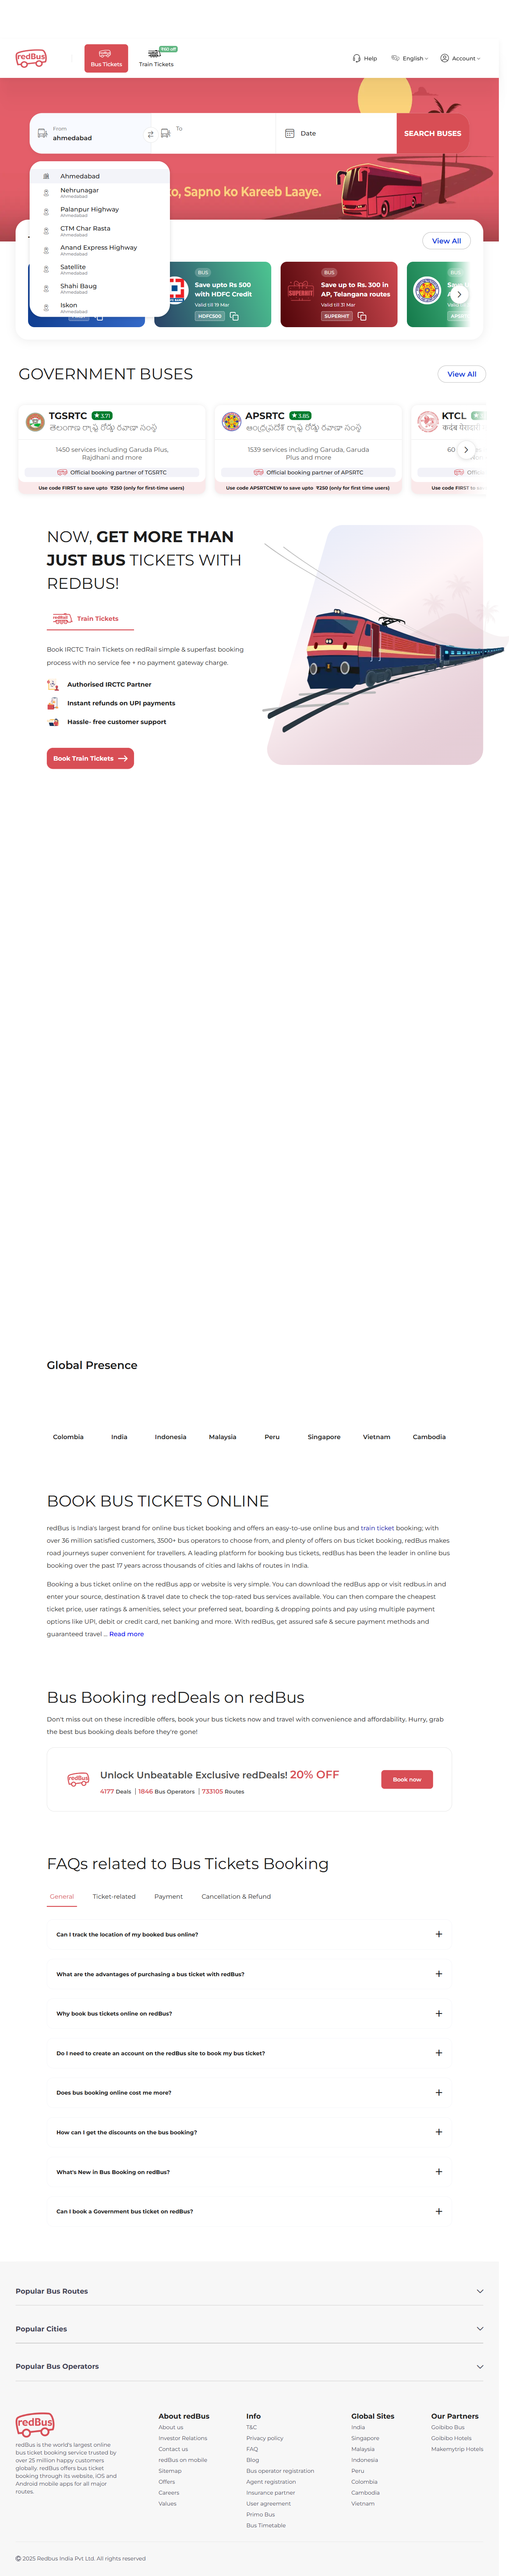 redBus
Bus Tickets
₹50 off
Train Tickets
Help
English
Account
From
ahmedabad
To
Date
SEARCH BUSES
Ahmedabad
Nehrunagar
Ahmedabad
Palanpur Highway
Ahmedabad
CTM Char Rasta
Ahmedabad
Anand Express Highway
Ahmedabad
Satellite
Ahmedabad
Shahi Baug
Ahmedabad
Iskon
Ahmedabad
Sapno ko Kareeb Laaye.
View All
BUS
Save upto Rs 500
with HDFC Credit
Valid till 19 Mar
HDFC500
BUS
Save up to Rs. 300 in
AP, Telangana routes
Valid till 31 Mar
SUPERHIT
BUS
GOVERNMENT BUSES
View All
TGSRTC
3.71
తెలంగాణ రాష్ట్ర రోడ్డు రవాణా సంస్థ
1450 services including Garuda Plus,
Rajdhani and more
Official booking partner of TGSRTC
Use code FIRST to save upto ₹250 (only for first-time users)
APSRTC
3.85
ఆంధ్రప్రదేశ్ రాష్ట్ర రోడ్డు రవాణా సంస్థ
1539 services including Garuda, Garuda
Plus and more
Official booking partner of APSRTC
Use code APSRTCNEW to save upto ₹250 (only for first time users)
KTCL
कदंब
60
Use code FIRST to
NOW, GET MORE THAN
JUST BUS TICKETS WITH
REDBUS!
redRail
Train Tickets
Book IRCTC Train Tickets on redRail simple & superfast booking
process with no service fee + no payment gateway charge.
Authorised IRCTC Partner
Instant refunds on UPI payments
Hassle- free customer support
Book Train Tickets
Global Presence
Colombia
India
Indonesia
Malaysia
Peru
Singapore
Vietnam
Cambodia
BOOK BUS TICKETS ONLINE
redBus is India's largest brand for online bus ticket booking and offers an easy-to-use online bus and train ticket booking; with
over 36 million satisfied customers, 3500+ bus operators to choose from, and plenty of offers on bus ticket booking, redBus makes
road journeys super convenient for travellers. A leading platform for booking bus tickets, redBus has been the leader in online bus
booking over the past 17 years across thousands of cities and lakhs of routes in India.
Booking a bus ticket online on the redBus app or website is very simple. You can download the redBus app or visit redbus.in and
enter your source, destination & travel date to check the top-rated bus services available. You can then compare the cheapest
ticket price, user ratings & amenities, select your preferred seat, boarding & dropping points and pay using multiple payment
options like UPI, debit or credit card, net banking and more. With redBus, get assured safe & secure payment methods and
guaranteed travel ... Read more
Bus Booking redDeals on redBus
Don't miss out on these incredible offers, book your bus tickets now and travel with convenience and affordability. Hurry, grab
the best bus booking deals before they're gone!
redBus
Unlock Unbeatable Exclusive redDeals! 20% OFF
4177 Deals | 1846 Bus Operators | 733105 Routes
Book now
FAQs related to Bus Tickets Booking
General
Ticket-related
Payment
Cancellation & Refund
Can I track the location of my booked bus online?
What are the advantages of purchasing a bus ticket with redBus?
Why book bus tickets online on redBus?
Do I need to create an account on the redBus site to book my bus ticket?
Does bus booking online cost me more?
How can I get the discounts on the bus booking?
What's New in Bus Booking on redBus?
Can I book a Government bus ticket on redBus?
Popular Bus Routes
Popular Cities
Popular Bus Operators
redBus
redBus is the world's largest online
bus ticket booking service trusted by
over 25 million happy customers
globally. redBus offers bus ticket
booking through its website, iOS and
Android mobile apps for all major
routes.
About redBus
About us
Investor Relations
Contact us
redBus on mobile
Sitemap
Offers
Careers
Values
Info
T&C
Privacy policy
FAQ
Blog
Bus operator registration
Agent registration
Insurance partner
User agreement
Primo Bus
Bus Timetable
Global Sites
India
Singapore
Malaysia
Indonesia
Peru
Colombia
Cambodia
Vietnam
Our Partners
Goibibo Bus
Goibibo Hotels
Makemytrip Hotels
© 2025 Redbus India Pvt Ltd. All rights reserved